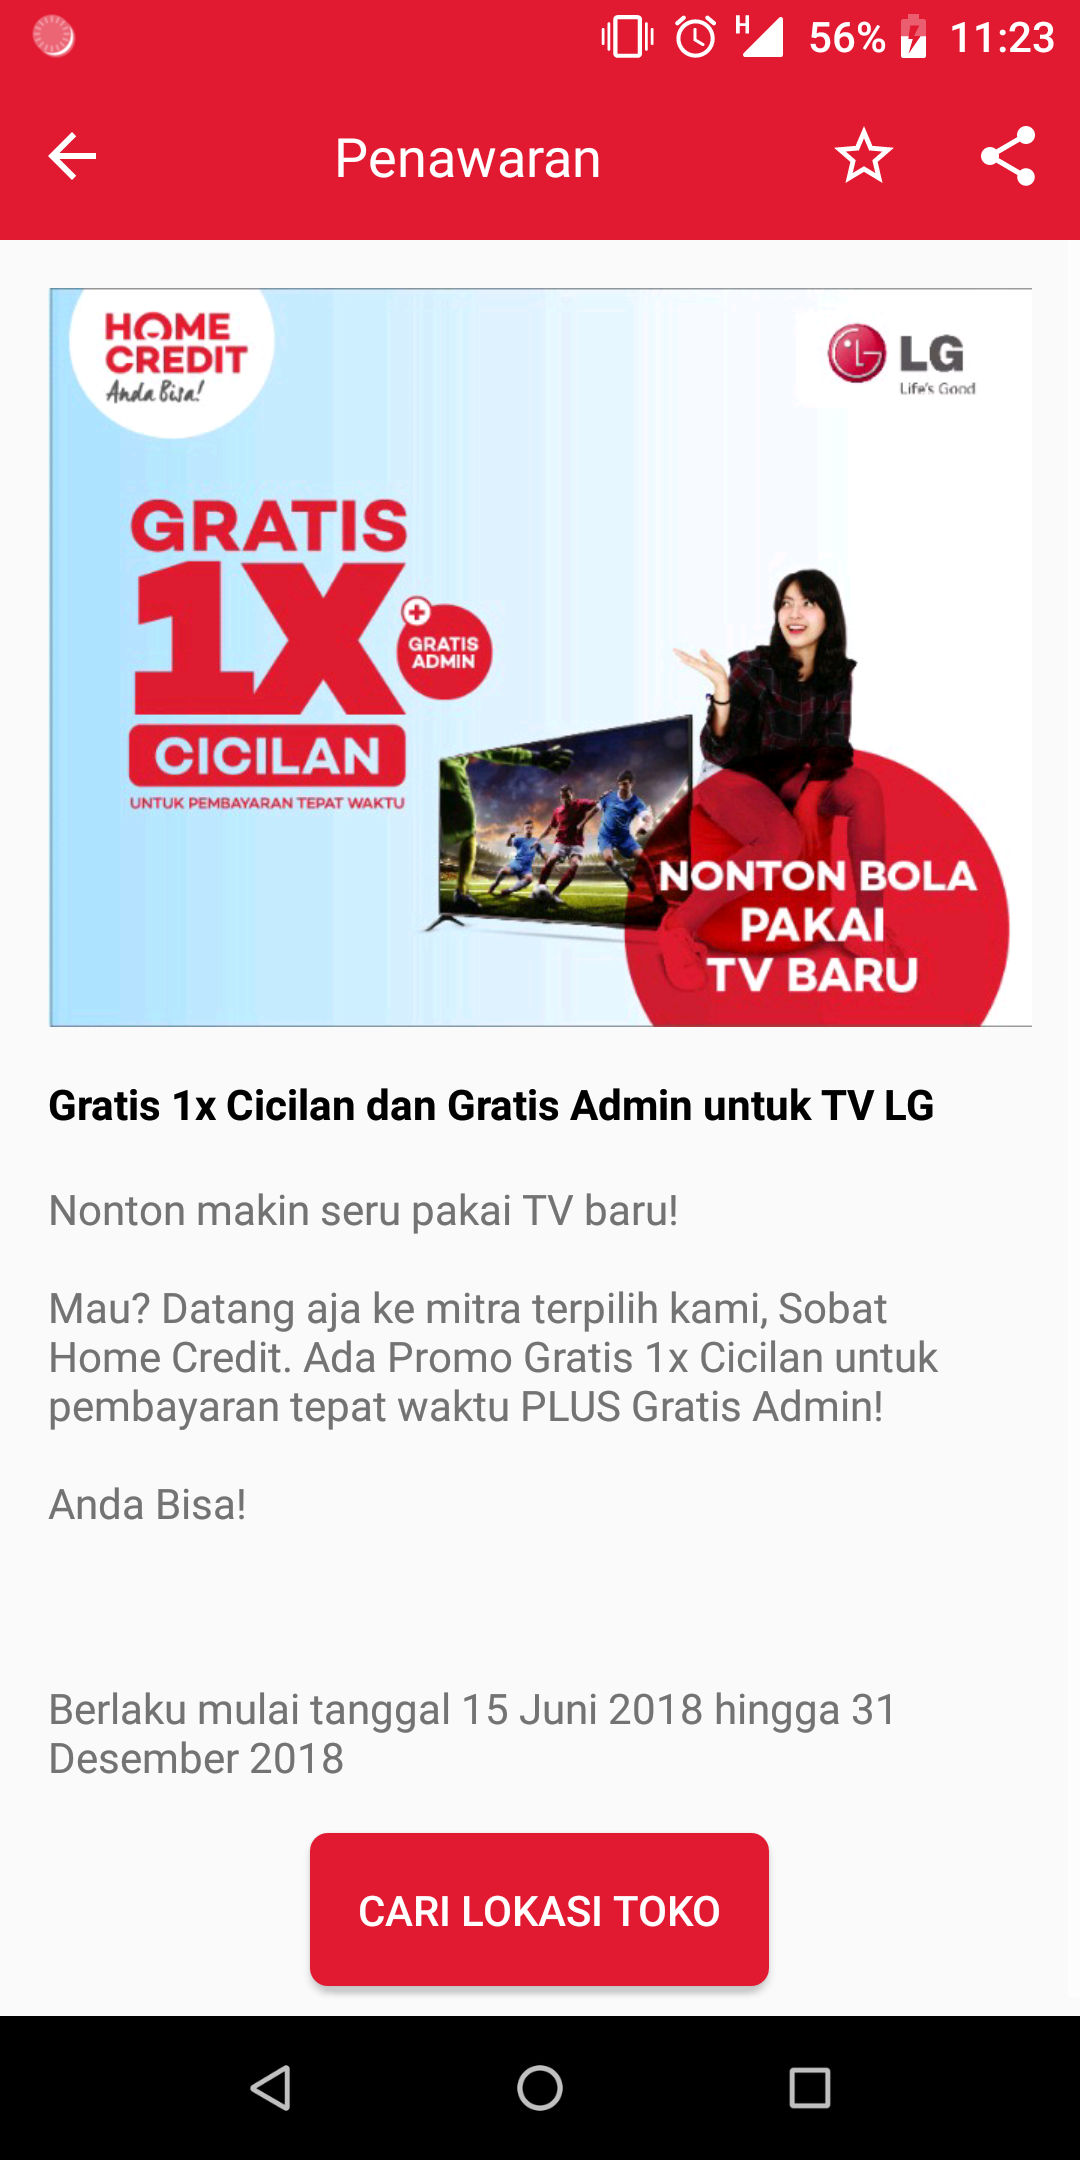 H 56% 11:23
Penawaran
HOME
CREDIT
Anda Bisa!
LG
Life's Good
GRATIS
1X
GRATIS
ADMIN
CICILAN
UNTUK PEMBAYARAN TEPAT WAKTU
NONTON BOLA
PAKAI
TV BARU
Gratis 1x Cicilan dan Gratis Admin untuk TV LG
Nonton makin seru pakai TV baru!
Mau? Datang aja ke mitra terpilih kami, Sobat
Home Credit. Ada Promo Gratis 1x Cicilan untuk
pembayaran tepat waktu PLUS Gratis Admin!
Anda Bisa!
Berlaku mulai tanggal 15 Juni 2018 hingga 31
Desember 2018
CARI LOKASI TOKO